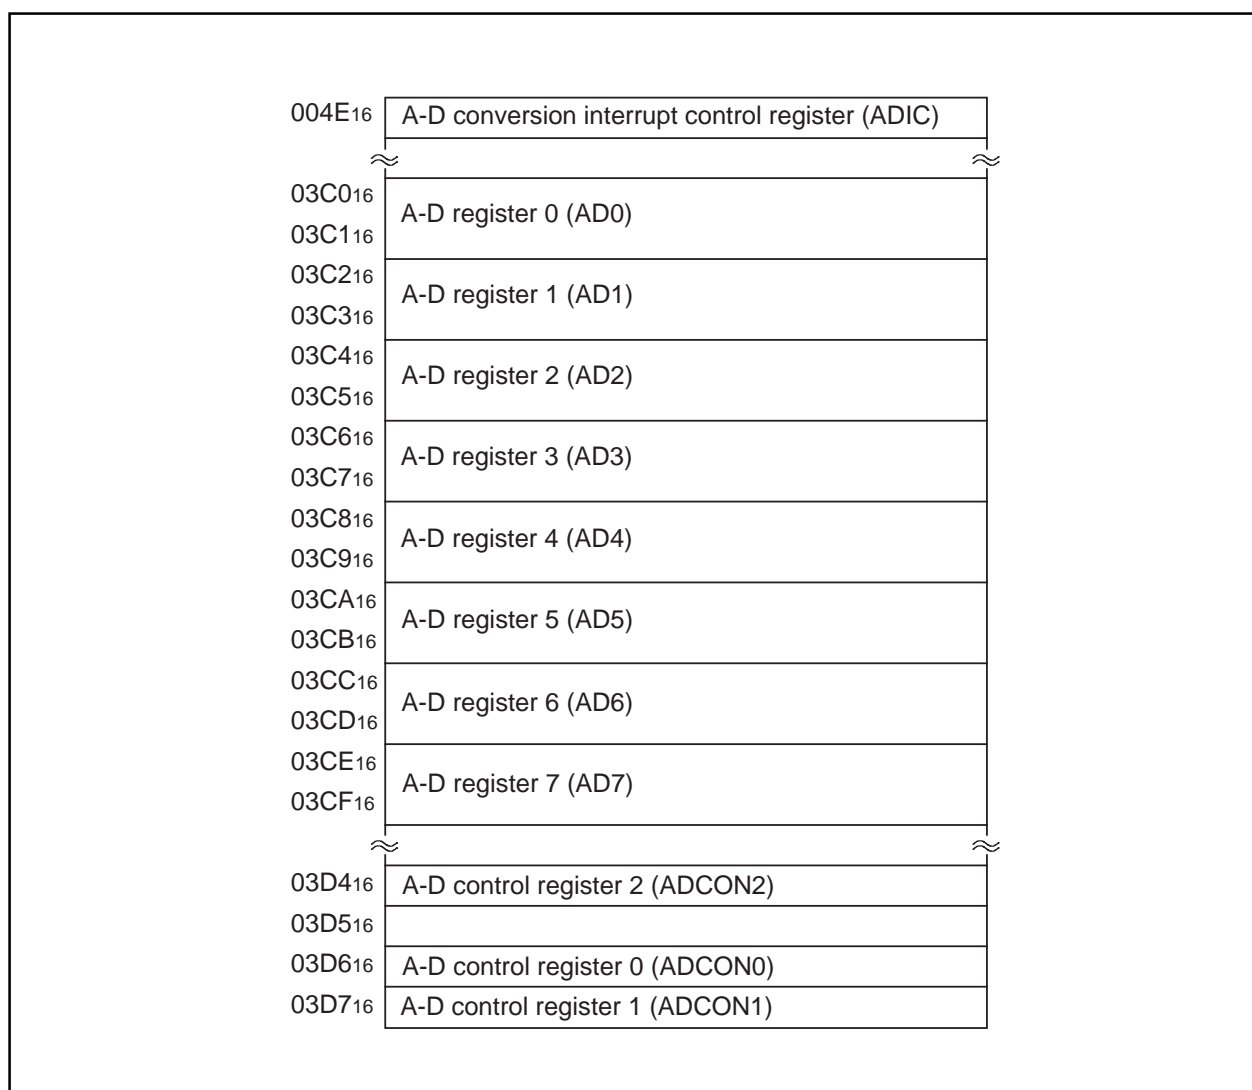 004E16 A-D conversion interrupt control register (ADIC)
03C016
A-D register 0 (AD0)
03C116
03C216
A-D register 1 (AD1)
03C316
03C416
A-D register 2 (AD2)
03C516
03C616
A-D register 3 (AD3)
03C716
03C816
A-D register 4 (AD4)
03C916
03CA16
A-D register 5 (AD5)
03CB16
03CC16
A-D register 6 (AD6)
03CD16
03CE16
A-D register 7 (AD7)
03CF16
03D416 A-D control register 2 (ADCON2)
03D516
03D616 A-D control register 0 (ADCON0)
03D716 A-D control register 1 (ADCON1)